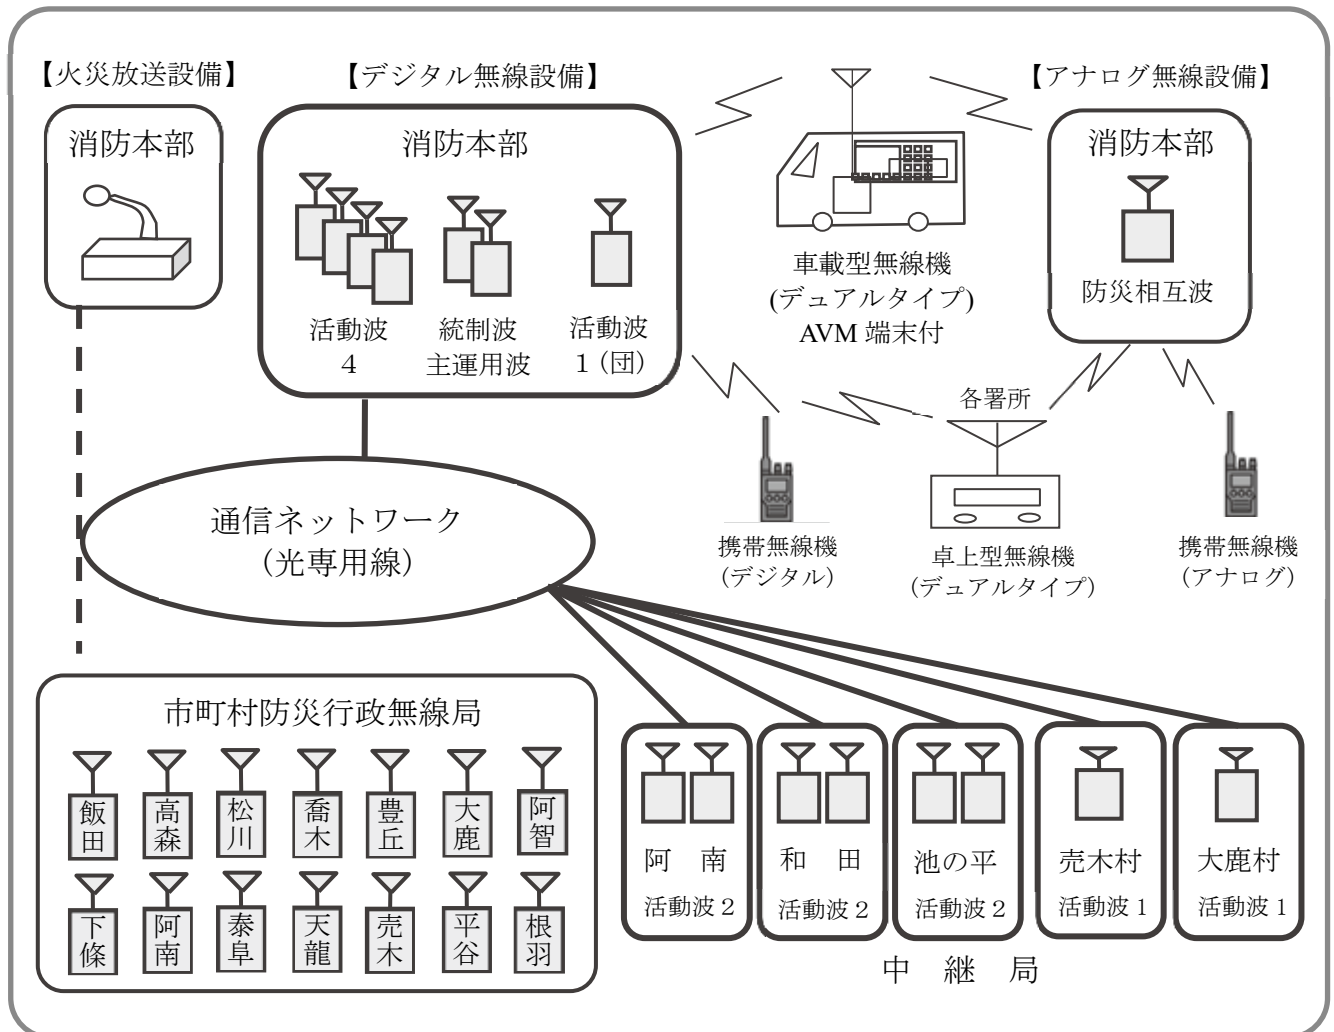 【火災放送設備】
消防本部
【デジタル無線設備】
消防本部
活動波
４
統制波
主運用波
活動波
１（団）
車載型無線機
(デュアルタイプ)
AVM 端末付
【アナログ無線設備】
消防本部
防災相互波
各署所
携帯無線機
（デジタル）
卓上型無線機
（デュアルタイプ）
携帯無線機
（アナログ）
通信ネットワーク
（光専用線）
市町村防災行政無線局
飯田
高森
松川
喬木
豊丘
大鹿
阿智
下條
阿南
泰阜
天龍
売木
平谷
根羽
阿　南
活動波２
和　田
活動波２
池の平
活動波２
売木村
活動波１
大鹿村
活動波１
中　継　局